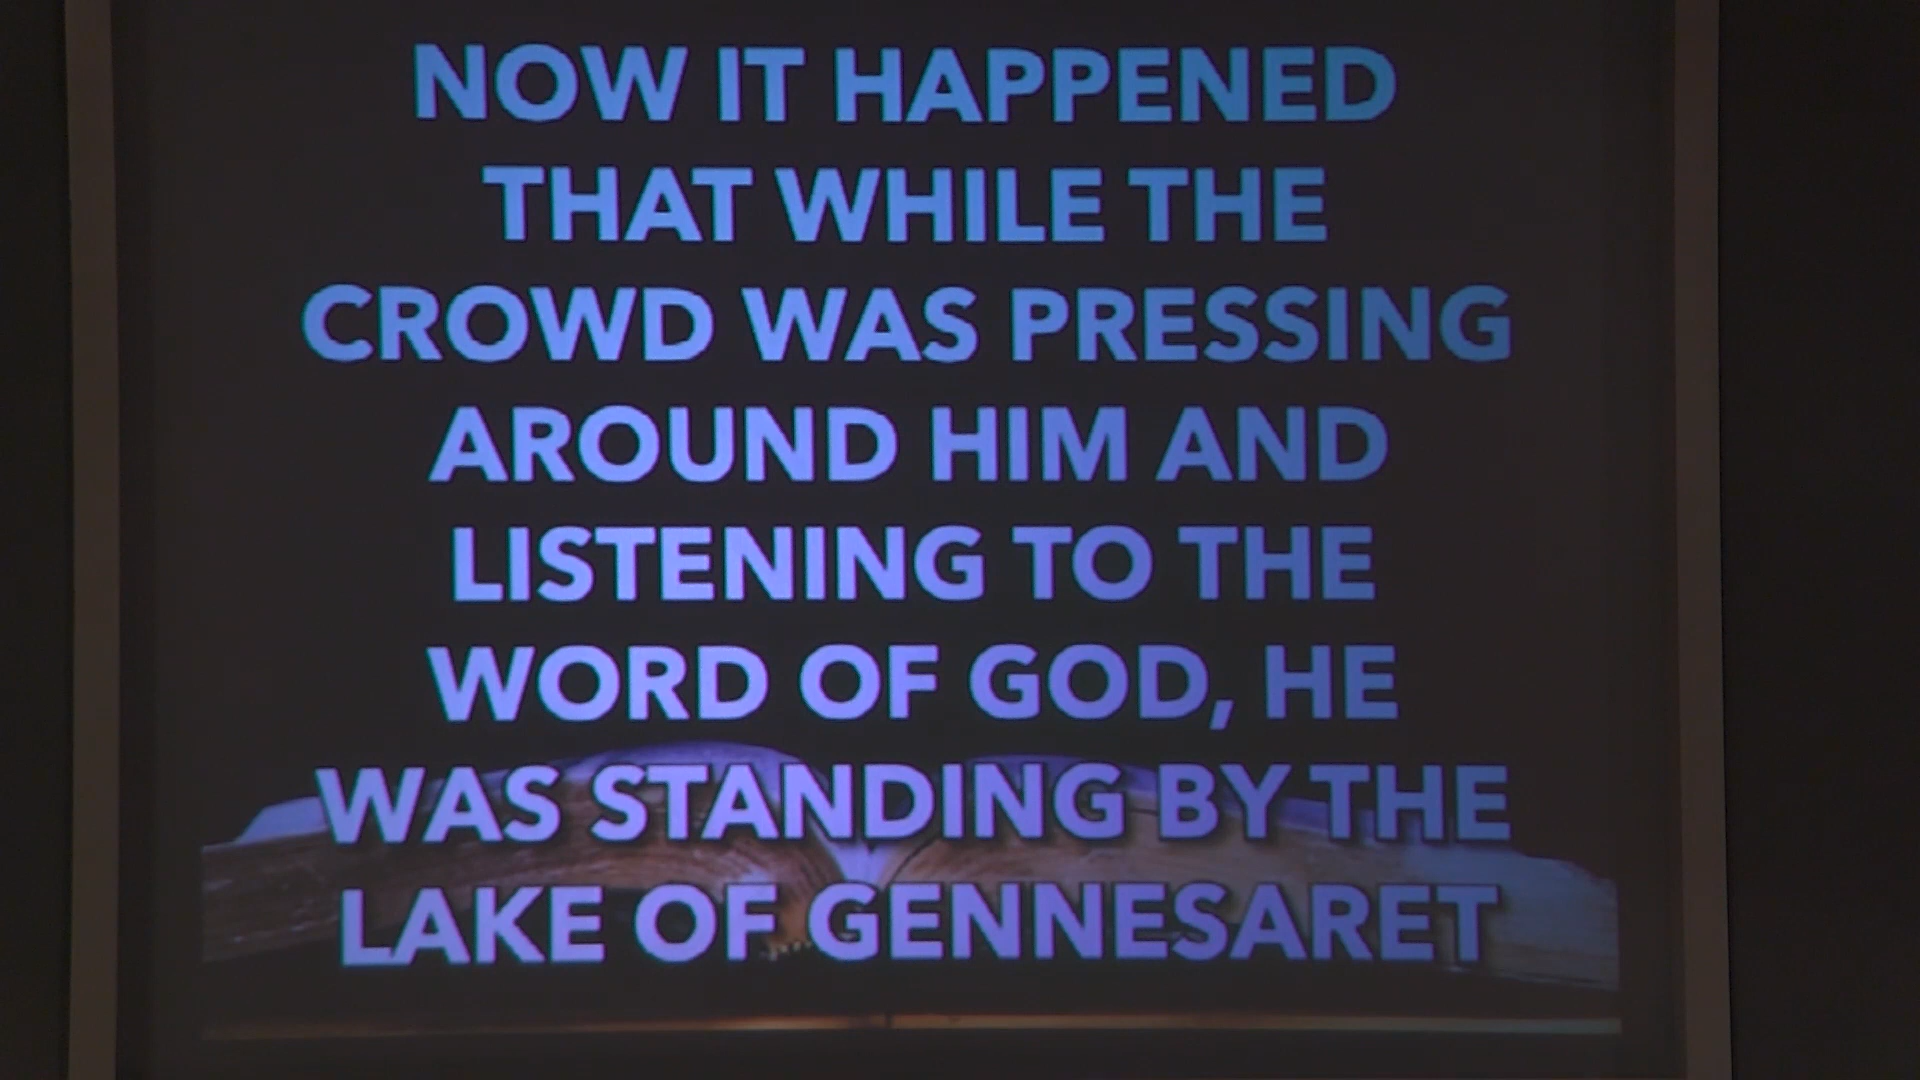 NOW IT HAPPENED
THAT WHILE THE
CROWD WAS PRESSING
AROUND HIM AND
LISTENING TO THE
WORD OF GOD, HE
WAS STANDING BY THE
LAKE OF GENNESARET